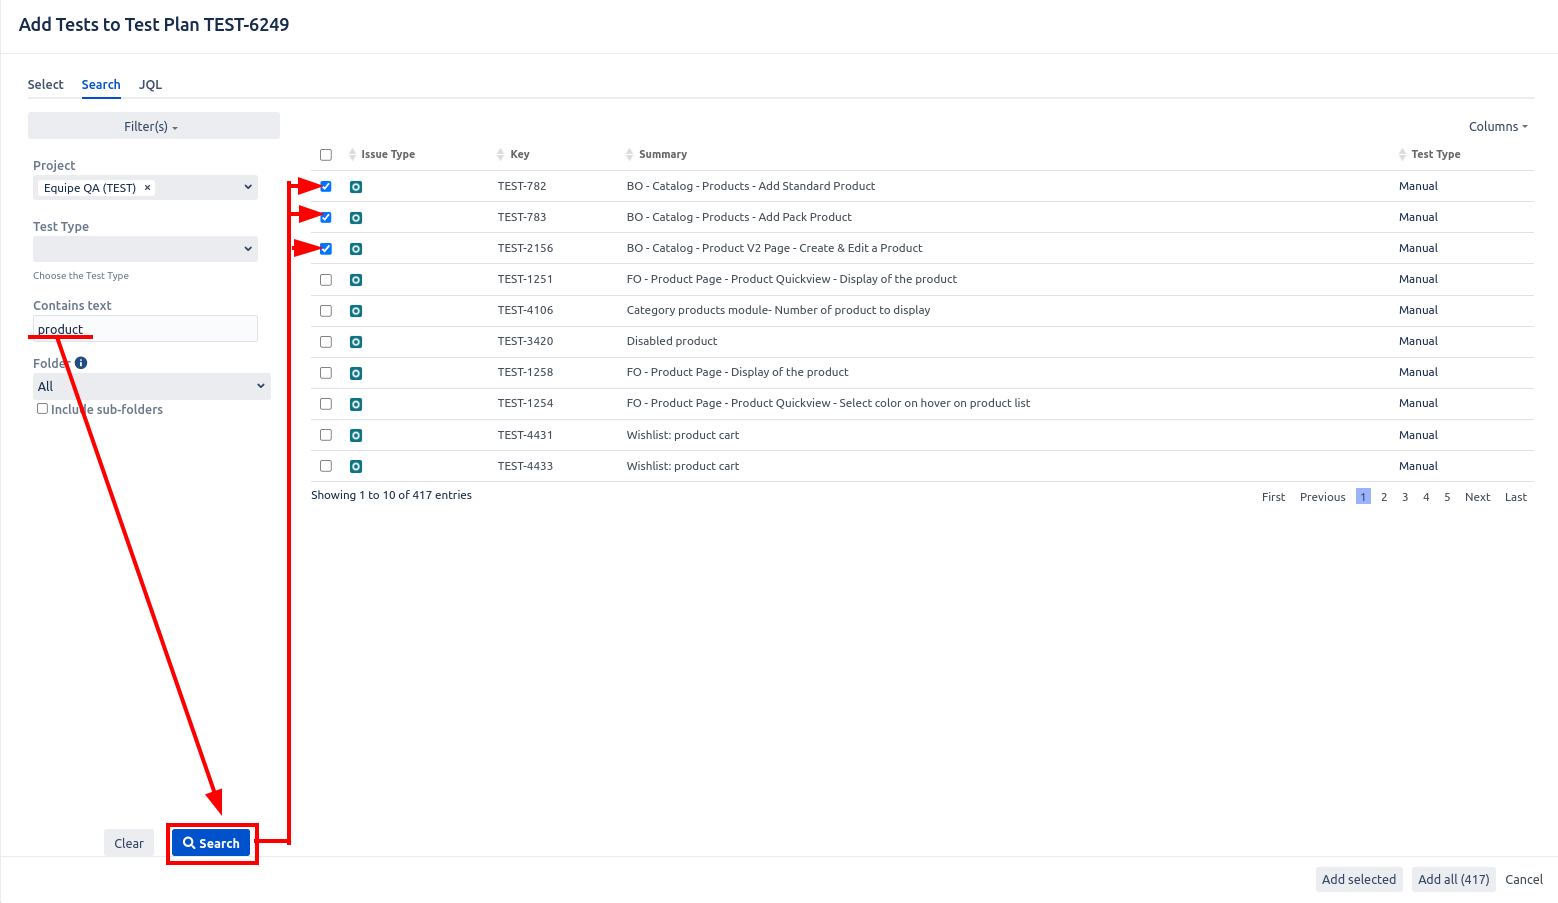 Add Tests to Test Plan TEST-6249
Select Search JQL
Filter(s)
Columns
Project
Equipe QA (TEST) ×
Test Type
Choose the Test Type
Contains text
product
Folder
All
Include sub-folders
Issue Type Key Summary Test Type
TEST-782 BO - Catalog - Products - Add Standard Product Manual
TEST-783 BO - Catalog - Products - Add Pack Product Manual
TEST-2156 BO - Catalog - Product V2 Page - Create & Edit a Product Manual
TEST-1251 FO - Product Page - Product Quickview - Display of the product Manual
TEST-4106 Category products module- Number of product to display Manual
TEST-3420 Disabled product Manual
TEST-1258 FO - Product Page - Display of the product Manual
TEST-1254 FO - Product Page - Product Quickview - Select color on hover on product list Manual
TEST-4431 Wishlist: product cart Manual
TEST-4433 Wishlist: product cart Manual
Showing 1 to 10 of 417 entries
First Previous 1 2 3 4 5 Next Last
Clear Search
Add selected Add all (417) Cancel